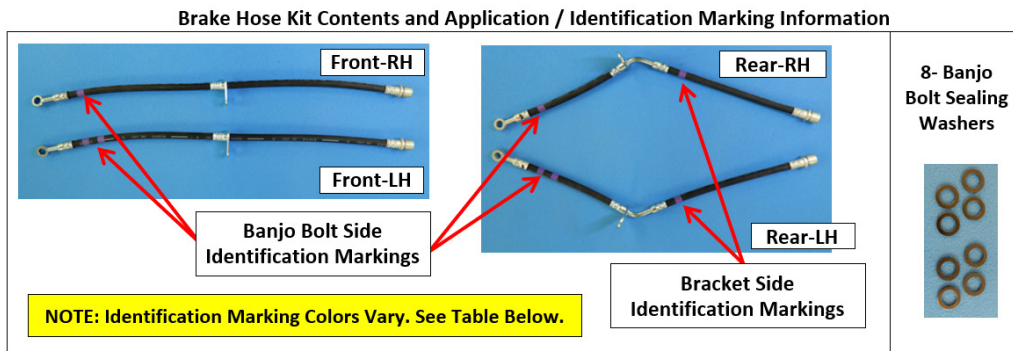 Brake Hose Kit Contents and Application / Identification Marking Information
Front-RH
Front-LH
Banjo Bolt Side
Identification Markings
NOTE: Identification Marking Colors Vary. See Table Below.
Rear-RH
Rear-LH
Bracket Side
Identification Markings
8- Banjo
Bolt Sealing
Washers